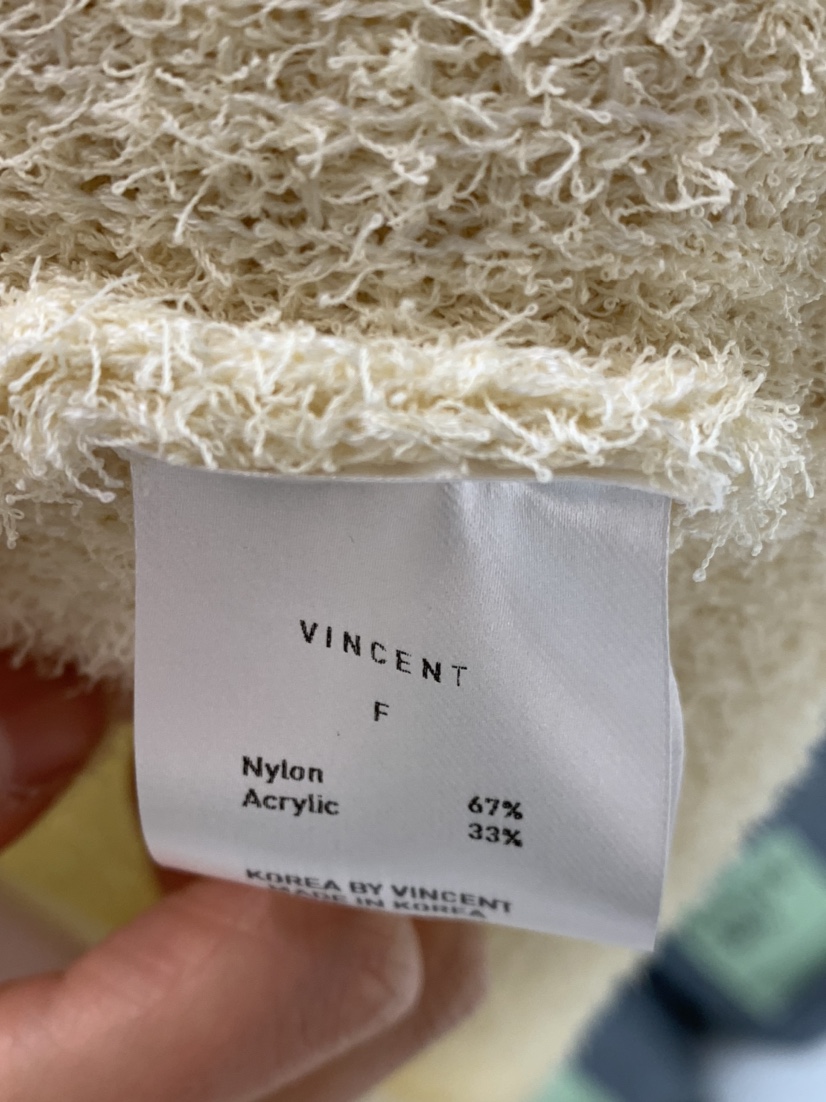 VINCENT
F
Nylon 67%
Acrylic 33%
KOREA BY VINCENT
MADE IN KOREA